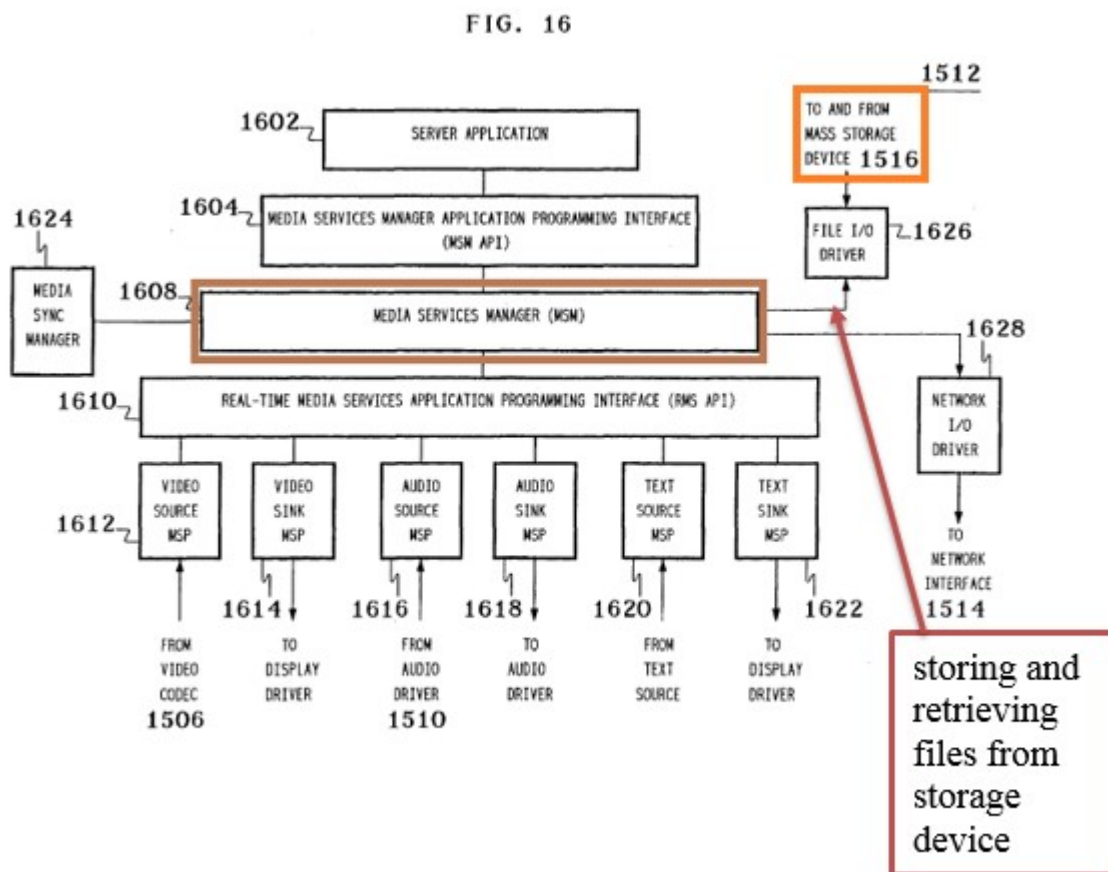 FIG. 16
1512
TO AND FROM
MASS STORAGE
DEVICE 1516
1602
SERVER APPLICATION
1604
MEDIA SERVICES MANAGER APPLICATION PROGRAMMING INTERFACE
(MSM API)
1624
FILE I/O
DRIVER
1626
MEDIA
SYNC
MANAGER
1608
MEDIA SERVICES MANAGER (MSM)
1628
1610
REAL-TIME MEDIA SERVICES APPLICATION PROGRAMMING INTERFACE (RMS API)
NETWORK
I/O
DRIVER
1612
VIDEO
SOURCE
MSP
VIDEO
SINK
MSP
AUDIO
SOURCE
MSP
AUDIO
SINK
MSP
TEXT
SOURCE
MSP
TEXT
SINK
MSP
1614
1616
1618
1620
1622
TO
NETWORK
INTERFACE
1514
FROM
VIDEO
CODEC
1506
TO
DISPLAY
DRIVER
FROM
AUDIO
DRIVER
1510
TO
AUDIO
DRIVER
FROM
TEXT
SOURCE
TO
DISPLAY
DRIVER
storing and
retrieving
files from
storage
device